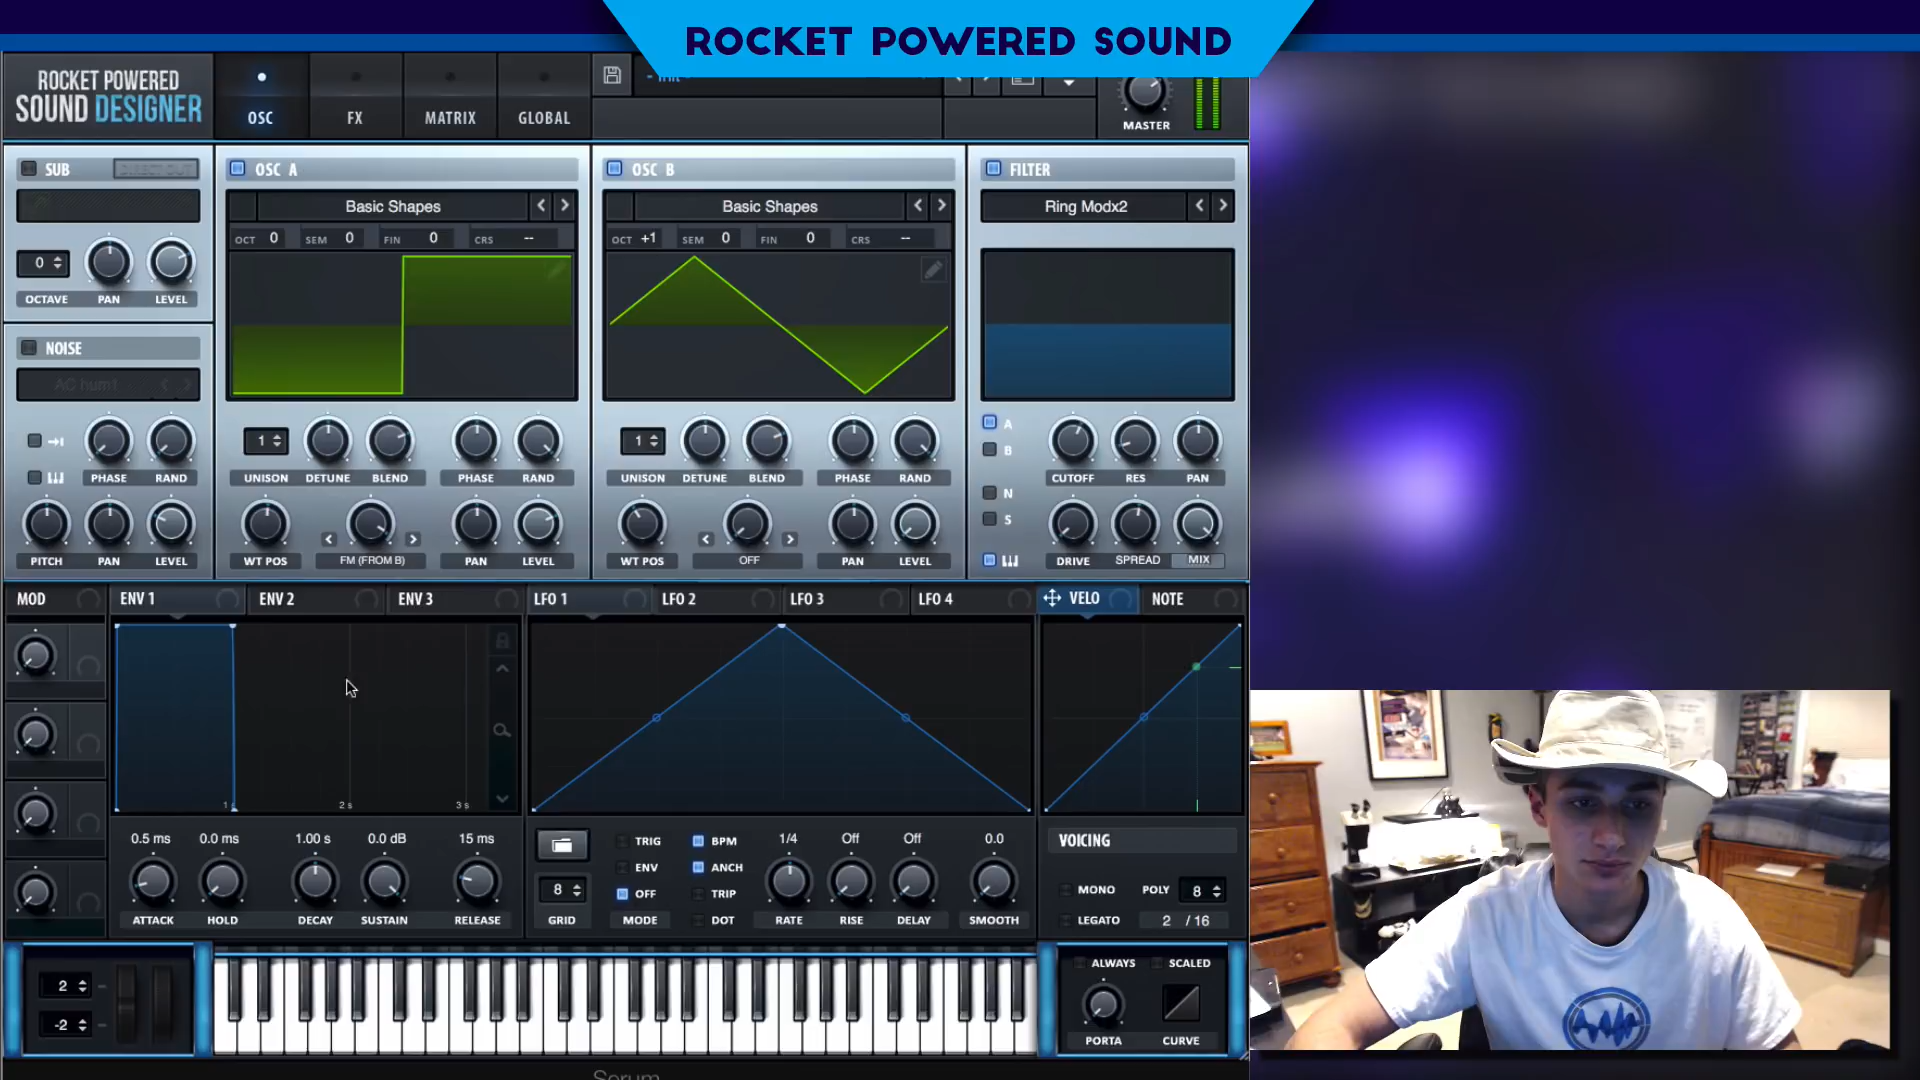 ROCKET POWERED SOUND
ROCKET POWERED
SOUND DESIGNER
OSC
FX
MATRIX
GLOBAL
MASTER
SUB
DIRECT OUT
OSC A
OSC B
FILTER
Basic Shapes
Basic Shapes
Ring Modx2
OCT 0 SEM 0 FIN 0 CRS --
OCT +1 SEM 0 FIN 0 CRS --
0
OCTAVE PAN LEVEL
NOISE
AC hum1
PHASE RAND
PITCH PAN LEVEL
1
UNISON DETUNE BLEND PHASE RAND
WT POS FM (FROM B) PAN LEVEL
1
UNISON DETUNE BLEND PHASE RAND
WT POS OFF PAN LEVEL
A
B
N
S
CUTOFF RES PAN
DRIVE SPREAD MIX
MOD ENV 1 ENV 2 ENV 3 LFO 1 LFO 2 LFO 3 LFO 4 VELO NOTE
1 2 s 3 s
0.5 ms 0.0 ms 1.00 s 0.0 dB 15 ms
ATTACK HOLD DECAY SUSTAIN RELEASE
8
GRID
TRIG BPM
ENV ANCH
OFF TRIP
MODE DOT
1/4 Off Off 0.0
RATE RISE DELAY SMOOTH
VOICING
MONO POLY 8
LEGATO 2 / 16
2
-2
ALWAYS SCALED
PORTA CURVE
Serum